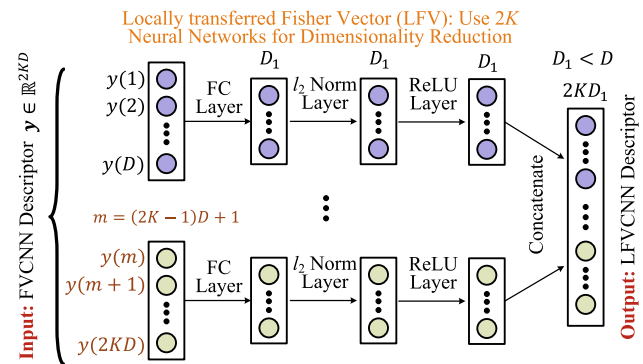 Locally transferred Fisher Vector (LFV): Use 2K
Neural Networks for Dimensionality Reduction
Input: FVCNN Descriptor y ∈ ℝ^{2KD}
y(1)
y(2)
y(D)
FC
Layer
D₁
l₂ Norm
Layer
D₁
ReLU
Layer
D₁
D₁ < D
2KD₁
m = (2K − 1)D + 1
Concatenate
y(m)
y(m + 1)
y(2KD)
FC
Layer
l₂ Norm
Layer
ReLU
Layer
Output: LFVCNN Descriptor